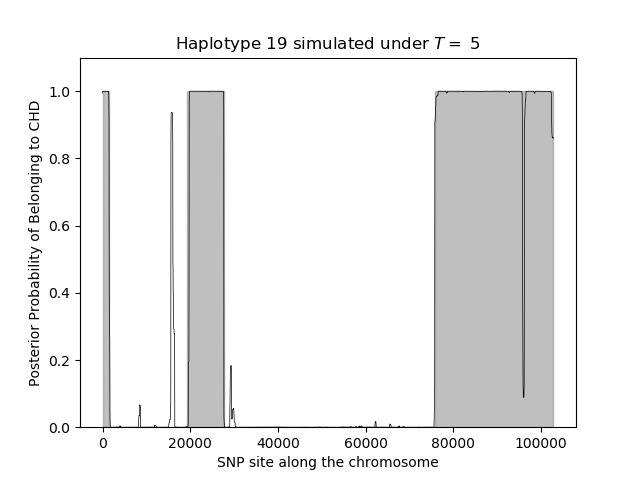 Haplotype 19 simulated under T = 5
Posterior Probability of Belonging to CHD
1.0
0.8
0.6
0.4
0.2
0.0
0 20000 40000 60000 80000 100000
SNP site along the chromosome